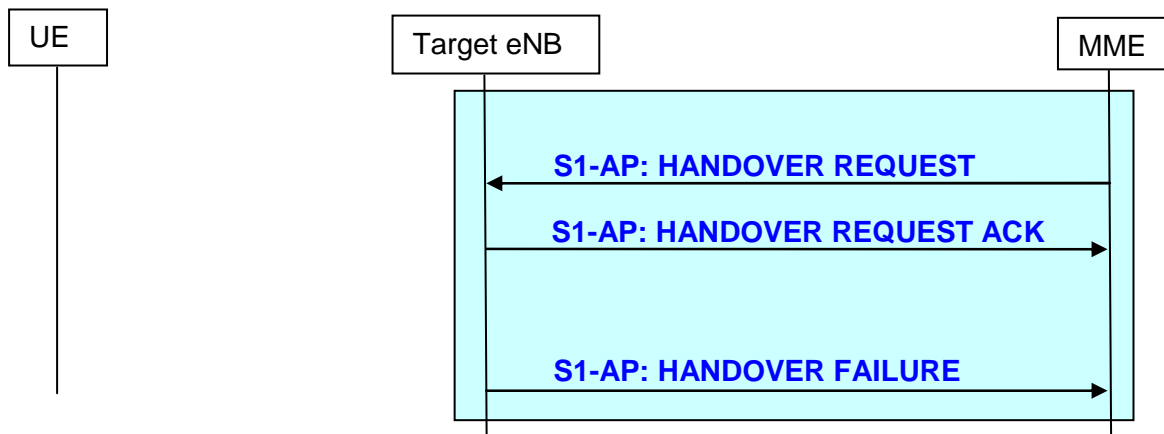 UE
Target eNB
MME
S1-AP: HANDOVER REQUEST
S1-AP: HANDOVER REQUEST ACK
S1-AP: HANDOVER FAILURE